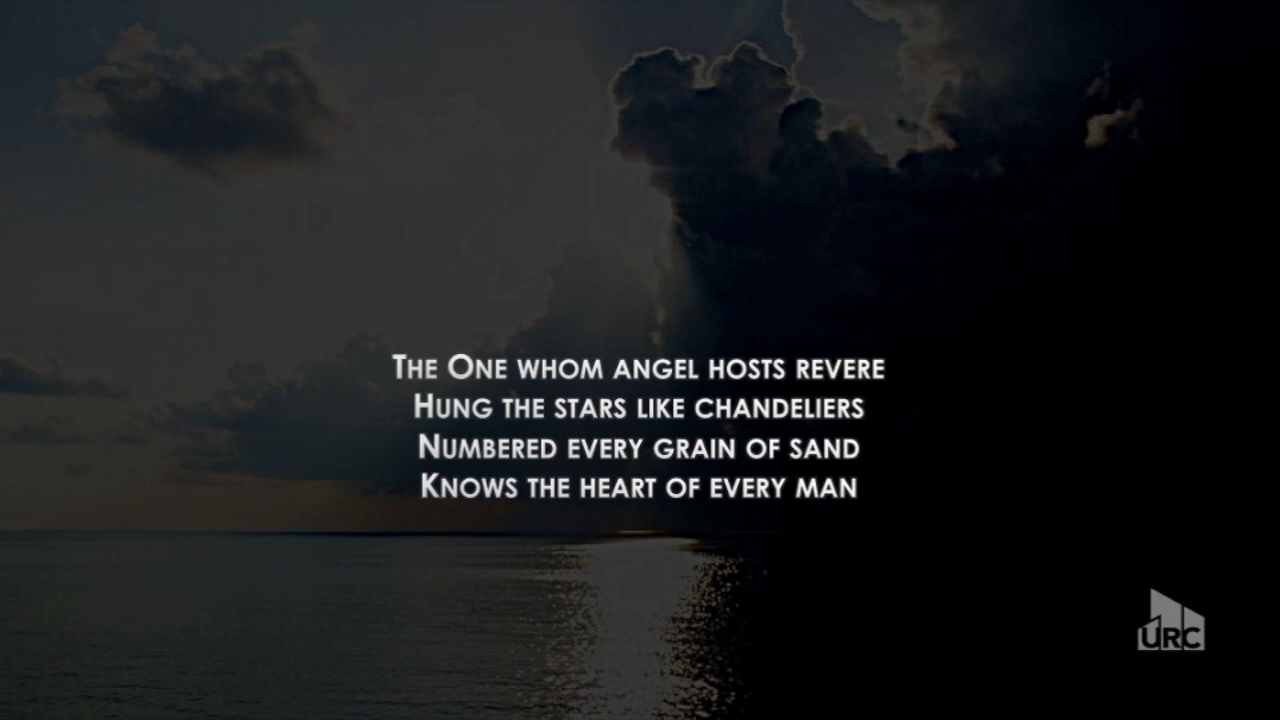 The One whom angel hosts revere
Hung the stars like chandeliers
Numbered every grain of sand
Knows the heart of every man
URC